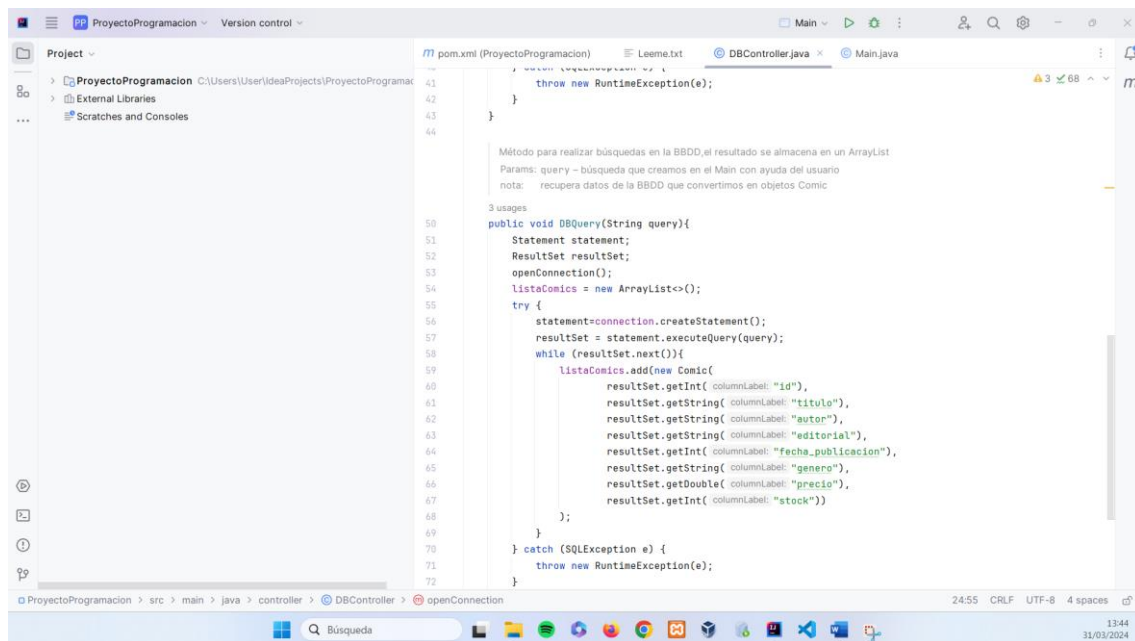 PP ProyectoProgramacion Version control Main
Project
pom.xml (ProyectoProgramacion) Leeme.txt DBController.java Main.java
ProyectoProgramacion C:\Users\User\IdeaProjects\ProyectoProgramac
External Libraries
Scratches and Consoles
3 68
40 } catch (SQLException e) {
41 throw new RuntimeException(e);
42 }
43 }
44
Método para realizar búsquedas en la BBDD,el resultado se almacena en un ArrayList
Params: query – búsqueda que creamos en el Main con ayuda del usuario
nota: recupera datos de la BBDD que convertimos en objetos Comic
3 usages
50 public void DBQuery(String query){
51 Statement statement;
52 ResultSet resultSet;
53 openConnection();
54 listaComics = new ArrayList<>();
55 try {
56 statement=connection.createStatement();
57 resultSet = statement.executeQuery(query);
58 while (resultSet.next()){
59 listaComics.add(new Comic(
60 resultSet.getInt( columnLabel: "id"),
61 resultSet.getString( columnLabel: "titulo"),
62 resultSet.getString( columnLabel: "autor"),
63 resultSet.getString( columnLabel: "editorial"),
64 resultSet.getInt( columnLabel: "fecha_publicacion"),
65 resultSet.getString( columnLabel: "genero"),
66 resultSet.getDouble( columnLabel: "precio"),
67 resultSet.getInt( columnLabel: "stock"))
68 );
69 }
70 } catch (SQLException e) {
71 throw new RuntimeException(e);
72 }
ProyectoProgramacion > src > main > java > controller > DBController > openConnection 24:55 CRLF UTF-8 4 spaces
Búsqueda
13:44
31/03/2024